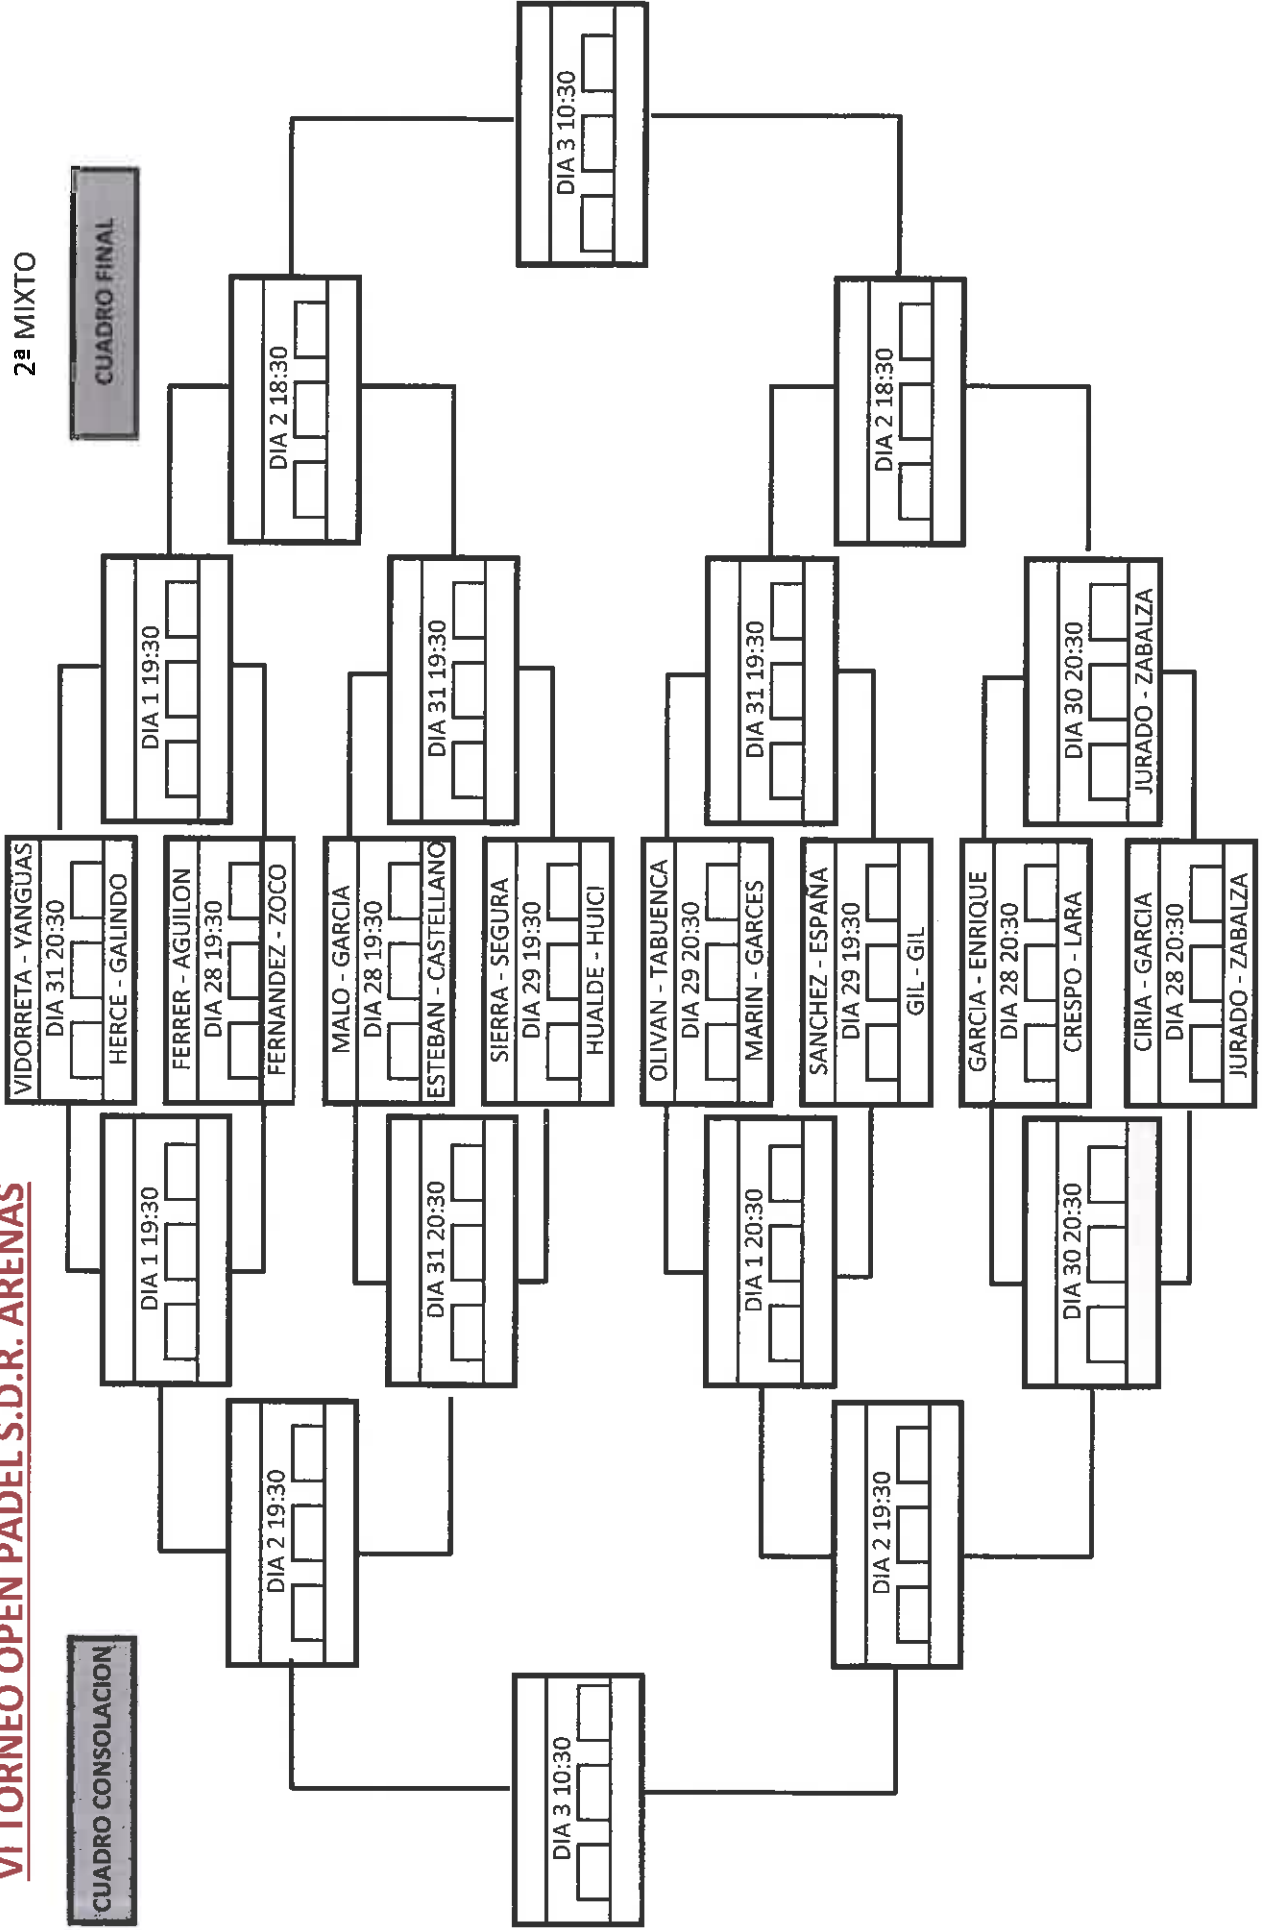 VI TORNEO OPEN PADEL S.D.R. ARENAS
2ª MIXTO
CUADRO CONSOLACION
CUADRO FINAL
VIDORRETA - YANGUAS
DIA 31 20:30
HERCE - GALINDO
FERRER - AGUILON
DIA 28 19:30
FERNANDEZ - ZOCO
MALO - GARCIA
DIA 28 19:30
ESTEBAN - CASTELLANO
SIERRA - SEGURA
DIA 29 19:30
HUALDE - HUICI
OLIVAN - TABUENCA
DIA 29 20:30
MARIN - GARCES
SANCHEZ - ESPAÑA
DIA 29 19:30
GIL - GIL
GARCIA - ENRIQUE
DIA 28 20:30
CRESPO - LARA
CIRIA - GARCIA
DIA 28 20:30
JURADO - ZABALZA
DIA 1 19:30
DIA 31 20:30
DIA 1 20:30
DIA 30 20:30
DIA 2 19:30
DIA 2 19:30
DIA 3 10:30
DIA 1 19:30
DIA 31 19:30
DIA 31 19:30
DIA 30 20:30
JURADO - ZABALZA
DIA 2 18:30
DIA 2 18:30
DIA 3 10:30